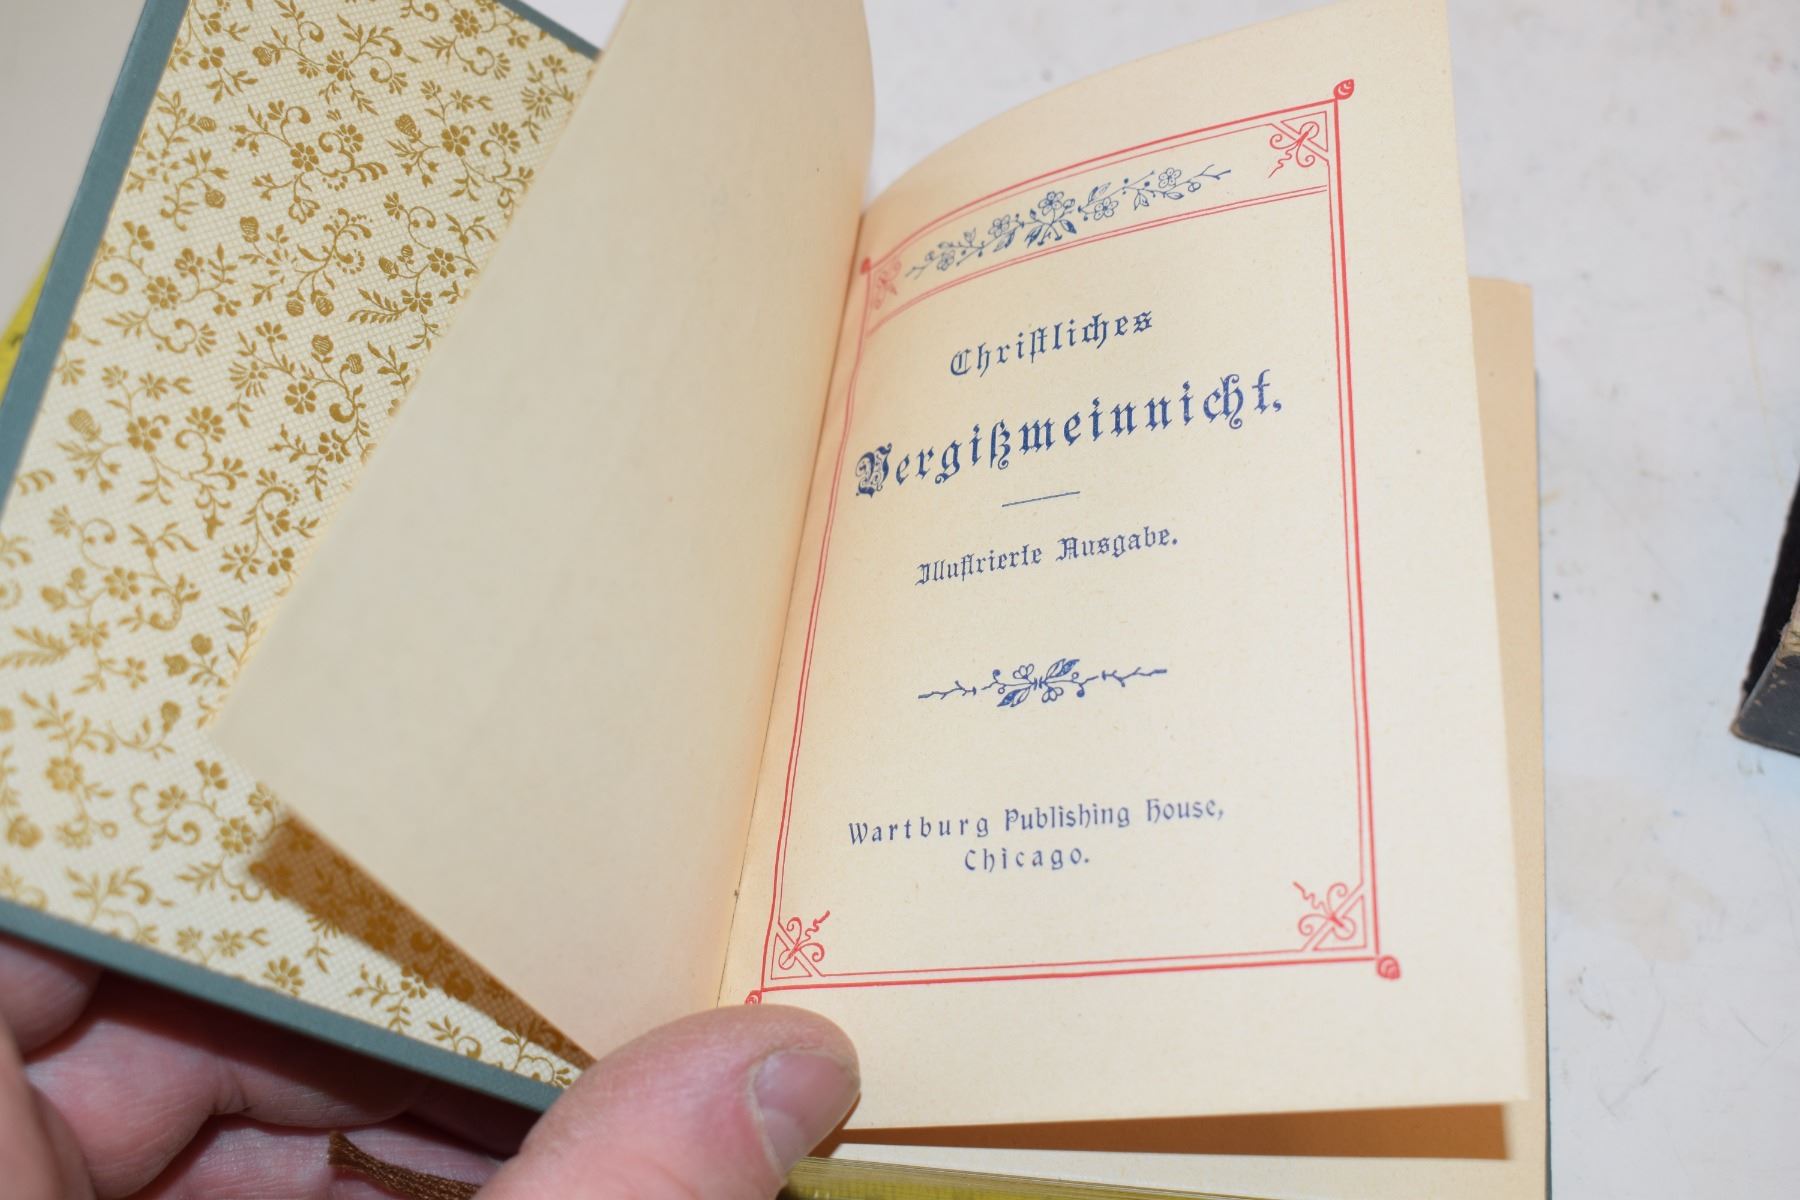 Christliches
Vergißmeinnicht.
Illustrierte Ausgabe.
Wartburg Publishing House,
Chicago.